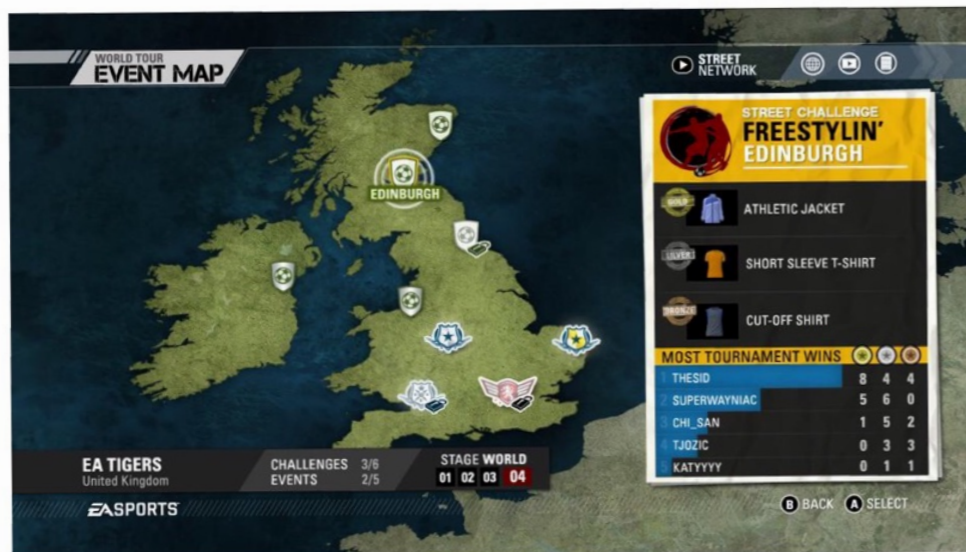 WORLD TOUR
EVENT MAP
STREET
NETWORK
EDINBURGH
STREET CHALLENGE
FREESTYLIN'
EDINBURGH
GOLD
ATHLETIC JACKET
SILVER
SHORT SLEEVE T-SHIRT
BRONZE
CUT-OFF SHIRT
MOST TOURNAMENT WINS
1 THESID 8 4 4
2 SUPERWAYNIAC 5 6 0
3 CHI_SAN 1 5 2
4 TJOZIC 0 3 3
5 KATYYYY 0 1 1
EA TIGERS
United Kingdom
CHALLENGES 3/6
EVENTS 2/5
STAGE WORLD
01 02 03 04
EA SPORTS
B BACK A SELECT